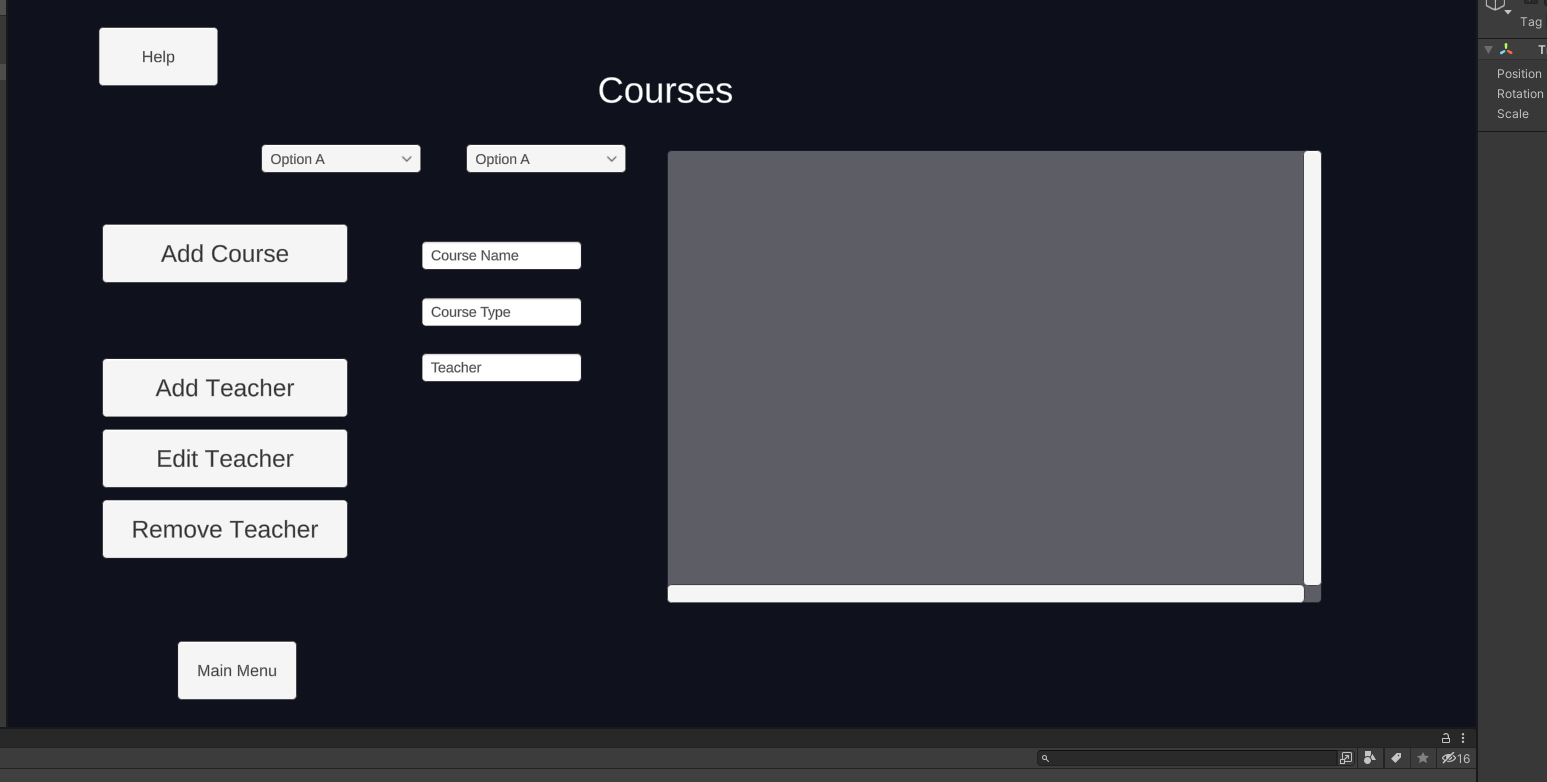 Help
Courses
Option A
Option A
Add Course
Course Name
Course Type
Add Teacher
Teacher
Edit Teacher
Remove Teacher
Main Menu
Tag
T
Position
Rotation
Scale
16